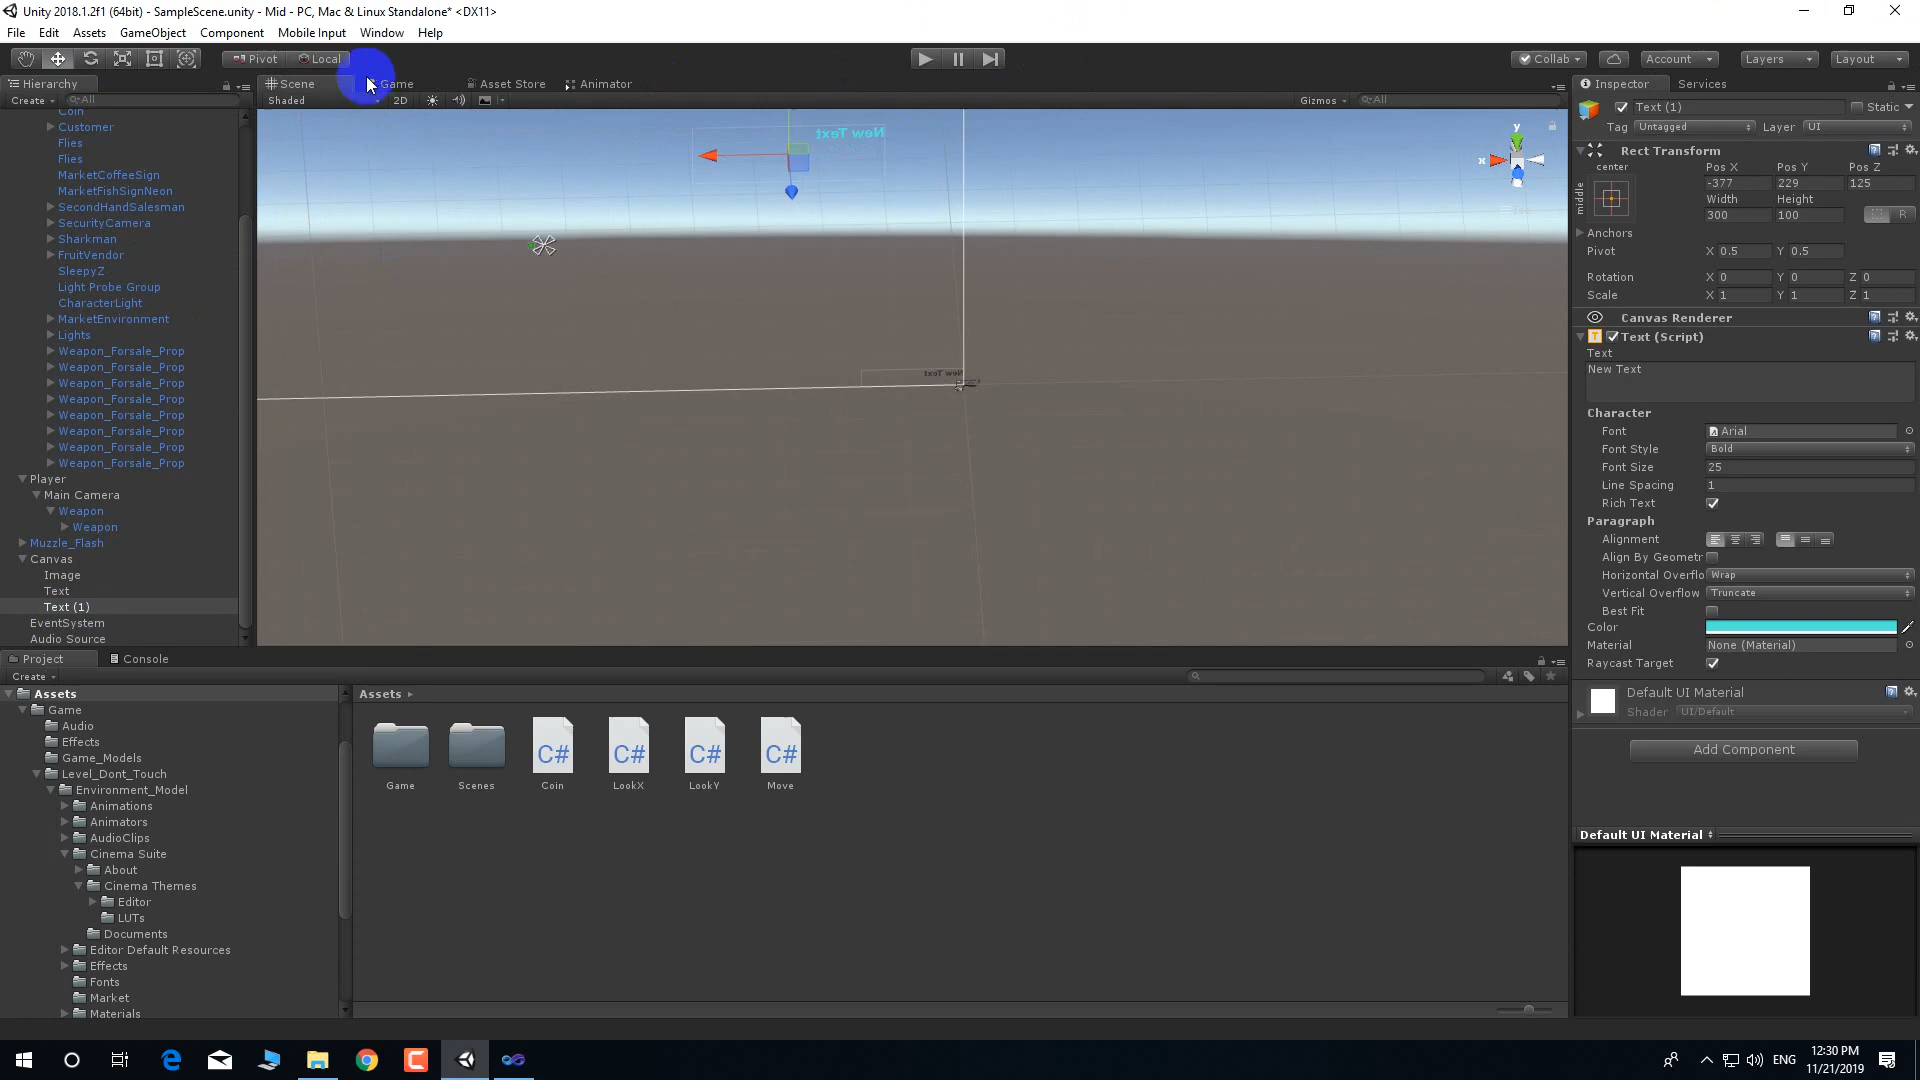 Unity 2018.1.2f1 (64bit) - SampleScene.unity - Mid - PC, Mac & Linux Standalone* <DX11>
File Edit Assets GameObject Component Mobile Input Window Help
Pivot Local Collab Account Layers Layout
Hierarchy Scene Game Asset Store Animator Inspector Services
Create All Shaded 2D Gizmos All
Text (1) Static
Tag Untagged Layer UI
Coin
Customer
Flies
Flies
MarketCoffeeSign
MarketFishSignNeon
SecondHandSalesman
SecurityCamera
Sharkman
FruitVendor
SleepyZ
Light Probe Group
CharacterLight
MarketEnvironment
Lights
Weapon_Forsale_Prop
Weapon_Forsale_Prop
Weapon_Forsale_Prop
Weapon_Forsale_Prop
Weapon_Forsale_Prop
Weapon_Forsale_Prop
Weapon_Forsale_Prop
Weapon_Forsale_Prop
Player
Main Camera
Weapon
Weapon
Muzzle_Flash
Canvas
Image
Text
Text (1)
EventSystem
Audio Source
New Text
New Text
y
x
Rect Transform
center
middle
Pos X Pos Y Pos Z
-377 229 125
Width Height
300 100
R
Anchors
Pivot X 0.5 Y 0.5
Rotation X 0 Y 0 Z 0
Scale X 1 Y 1 Z 1
Canvas Renderer
Text (Script)
Text
New Text
Character
Font Arial
Font Style Bold
Font Size 25
Line Spacing 1
Rich Text
Paragraph
Alignment
Align By Geometr
Horizontal Overflo Wrap
Vertical Overflow Truncate
Best Fit
Color
Material None (Material)
Raycast Target
Default UI Material
Shader UI/Default
Add Component
Default UI Material
Project Console
Create
Assets
Game
Audio
Effects
Game_Models
Level_Dont_Touch
Environment_Model
Animations
Animators
AudioClips
Cinema Suite
About
Cinema Themes
Editor
LUTs
Documents
Editor Default Resources
Effects
Fonts
Market
Materials
Assets
C# C# C# C#
Game Scenes Coin LookX LookY Move
ENG
12:30 PM
11/21/2019